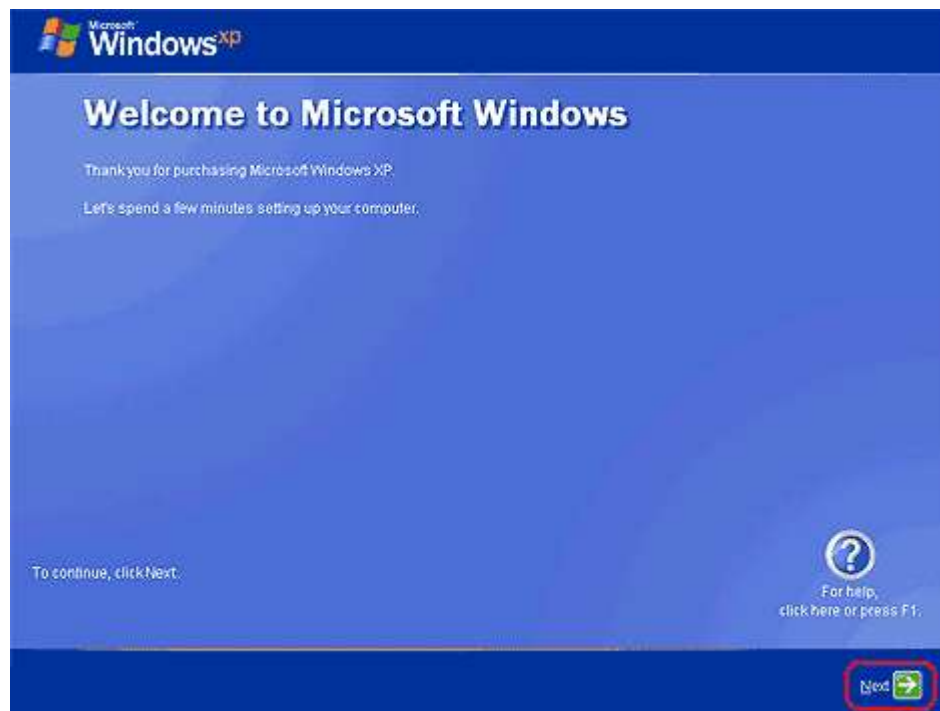 Microsoft
Windows xp
Welcome to Microsoft Windows
Thank you for purchasing Microsoft Windows XP.
Let's spend a few minutes setting up your computer.
To continue, click Next.
?
For help,
click here or press F1.
Next